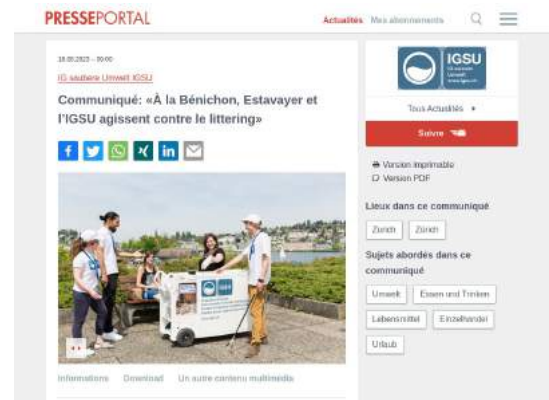 PRESSEPORTAL
Actualités Mes abonnements
IG saubere Umwelt IGSU
Communiqué: «À la Bénichon, Estavayer et
l'IGSU agissent contre le littering»
IGSU
Tous Actualités
Suivre
Version imprimable
Version PDF
Lieux dans ce communiqué
Zurich Zürich
Sujets abordés dans ce
communiqué
Umwelt Essen und Trinken
Lebensmittel Einzelhandel
Urlaub
IGSU
Informations Download Un autre contenu multimédia